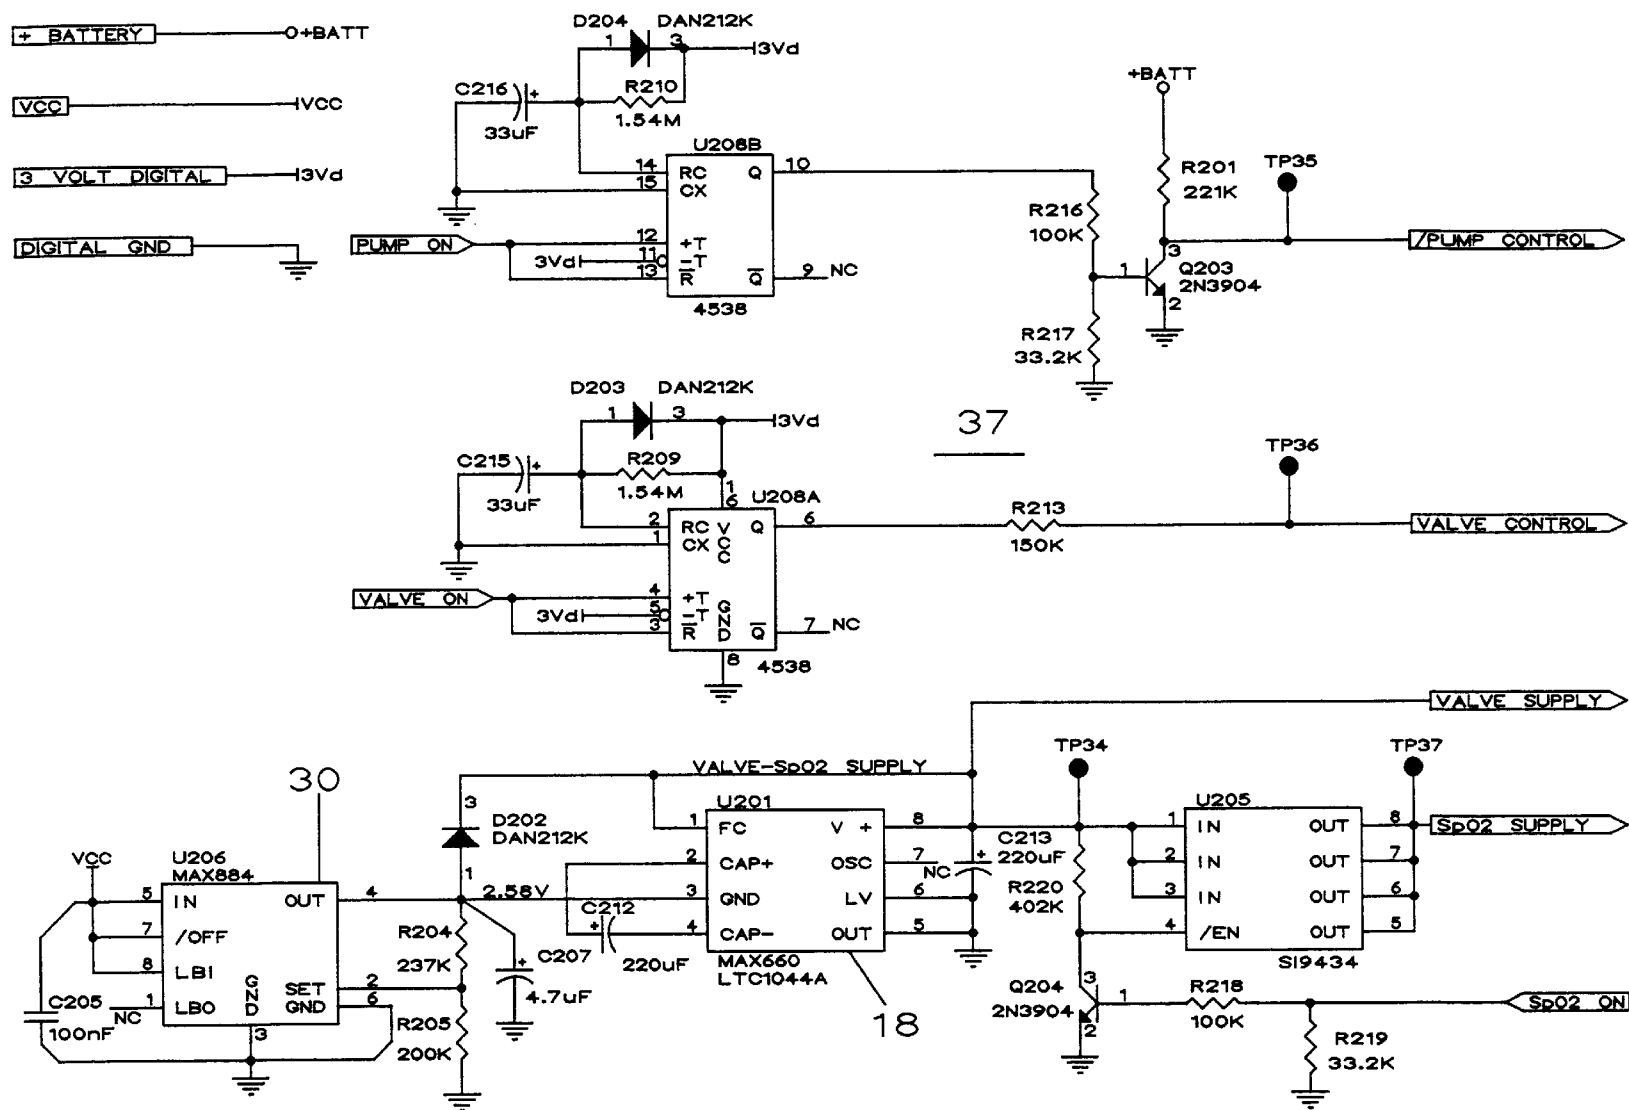 + BATTERY
+BATT
VCC
VCC
3 VOLT DIGITAL
3Vd
DIGITAL GND
D204 DAN212K
1 3
3Vd
C216 +
33uF
R210
1.54M
U208B
14 RC Q 10
15 CX
PUMP ON
12 +T
3Vd 11 -T
13 R Q 9 NC
4538
+BATT
R201
221K
TP35
R216
100K
/PUMP CONTROL
3
1
Q203
2N3904
2
R217
33.2K
D203 DAN212K
1 3
3Vd
37
C215 +
33uF
R209
1.54M
1
6
U208A
2 RC VCC Q 6
1 CX
R213
150K
TP36
VALVE CONTROL
VALVE ON
4 +T
3Vd 5 -T
3 R GND Q 7 NC
8
4538
VALVE SUPPLY
TP34
TP37
VALVE-SpO2 SUPPLY
30
3
D202
DAN212K
1
U201
1 FC V + 8
2 CAP+ OSC 7 NC
3 GND LV 6
4 CAP- OUT 5
MAX660
LTC1044A
18
+
C213
220uF
R220
402K
U205
1 IN OUT 8
2 IN OUT 7
3 IN OUT 6
4 /EN OUT 5
SI9434
SpO2 SUPPLY
VCC
U206
MAX884
5 IN OUT 4
7 /OFF
8 LBI
SET 2
NC 1 LBO GND GND 6
3
C205
100nF
2.58V
R204
237K
R205
200K
+
C207
4.7uF
+
C212
220uF
Q204
2N3904
3
1
2
R218
100K
SpO2 ON
R219
33.2K